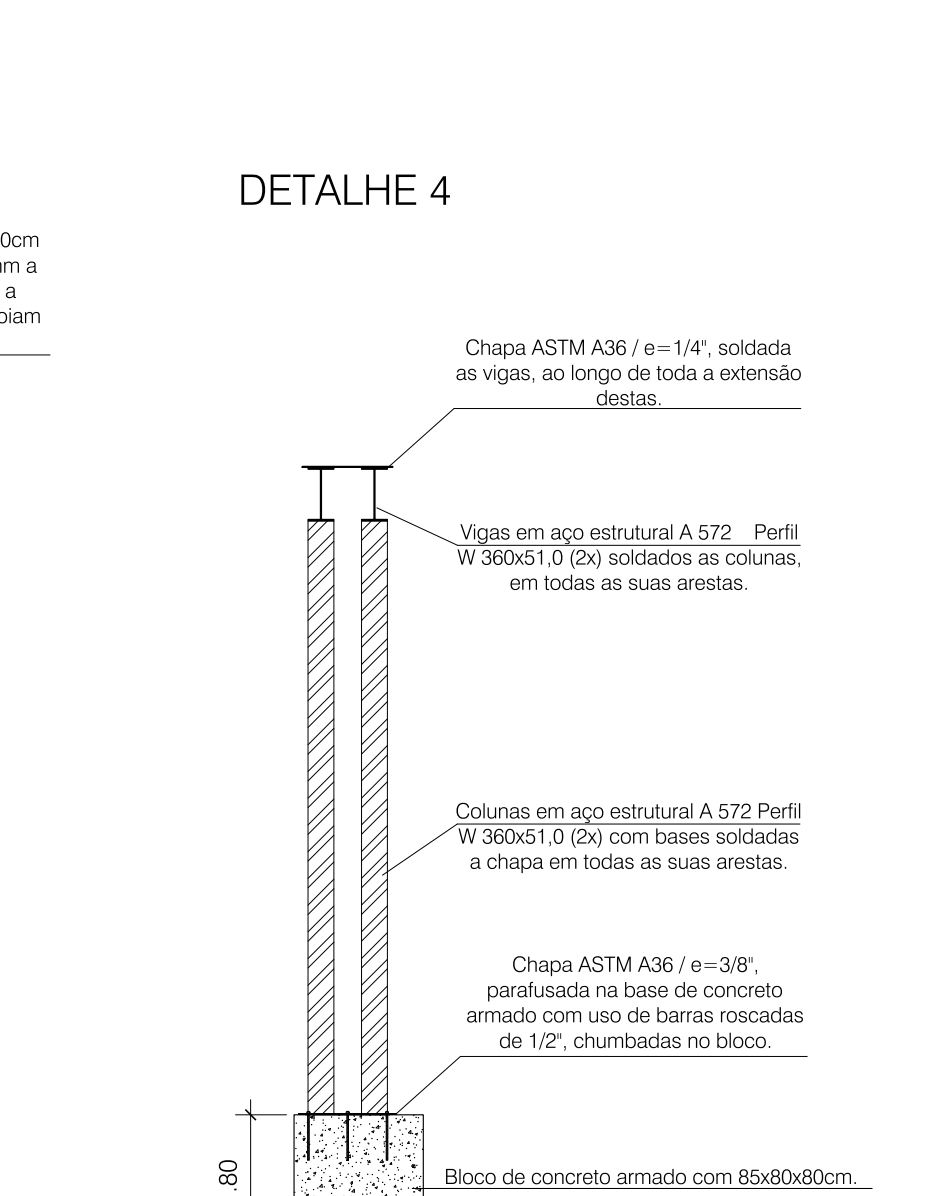 DETALHE 4
0cm
a
a
Chapa ASTM A36 / e=1/4", soldada
as vigas, ao longo de toda a extensão
destas.
Vigas em aço estrutural A 572 Perfil
W 360x51,0 (2x) soldados as colunas,
em todas as suas arestas.
Colunas em aço estrutural A 572 Perfil
W 360x51,0 (2x) com bases soldadas
a chapa em todas as suas arestas.
Chapa ASTM A36 / e=3/8",
parafusada na base de concreto
armado com uso de barras roscadas
de 1/2", chumbadas no bloco.
.80
Bloco de concreto armado com 85x80x80cm.